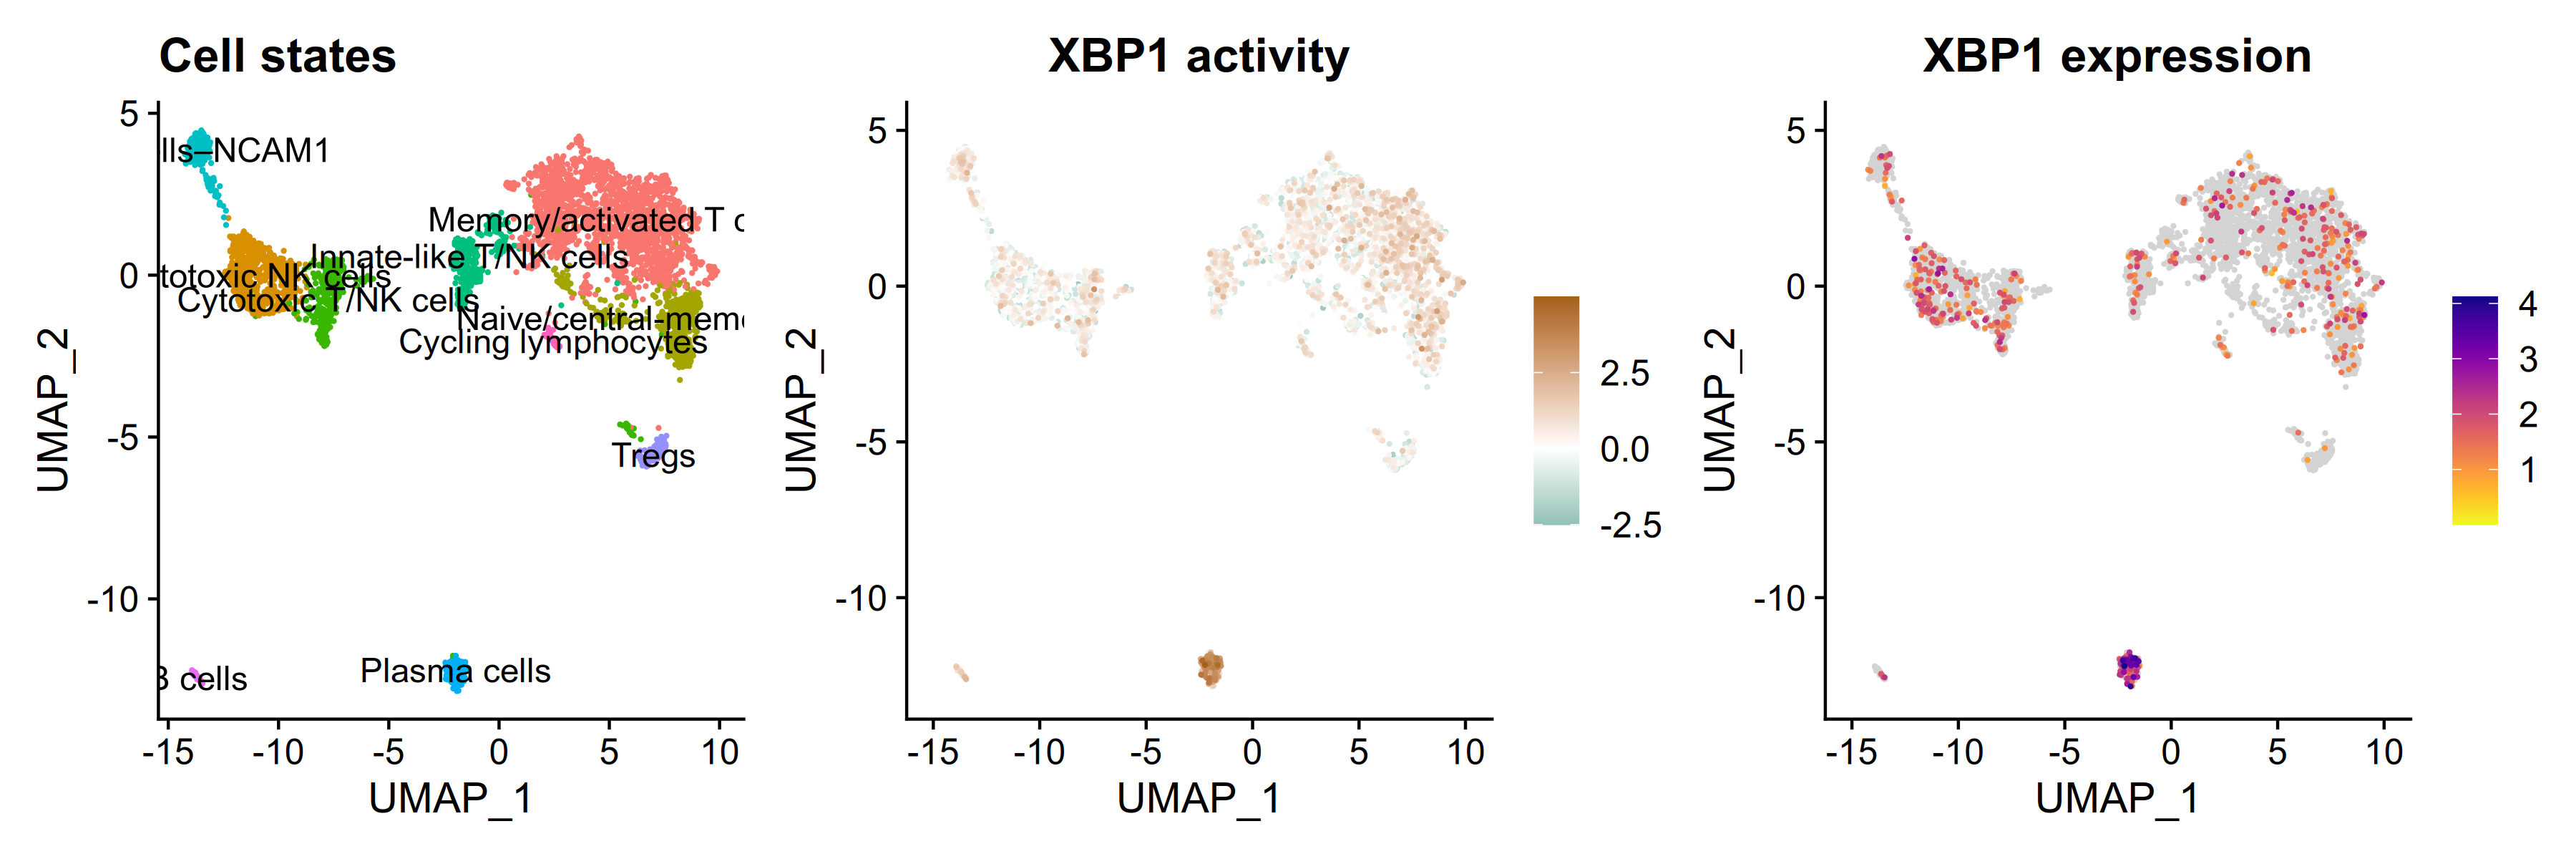 Cell states
5
0
-5
-10
-15 -10 -5 0 5 10
UMAP_1
UMAP_2
lls–NCAM1
Memory/activated T c
Innate-like T/NK cells
totoxic NK cells
Cytotoxic T/NK cells
Naive/central-mem
Cycling lymphocytes
Tregs
Plasma cells
B cells
XBP1 activity
5
0
-5
-10
-15 -10 -5 0 5 10
UMAP_1
UMAP_2
2.5
0.0
-2.5
XBP1 expression
5
0
-5
-10
-15 -10 -5 0 5 10
UMAP_1
UMAP_2
4
3
2
1